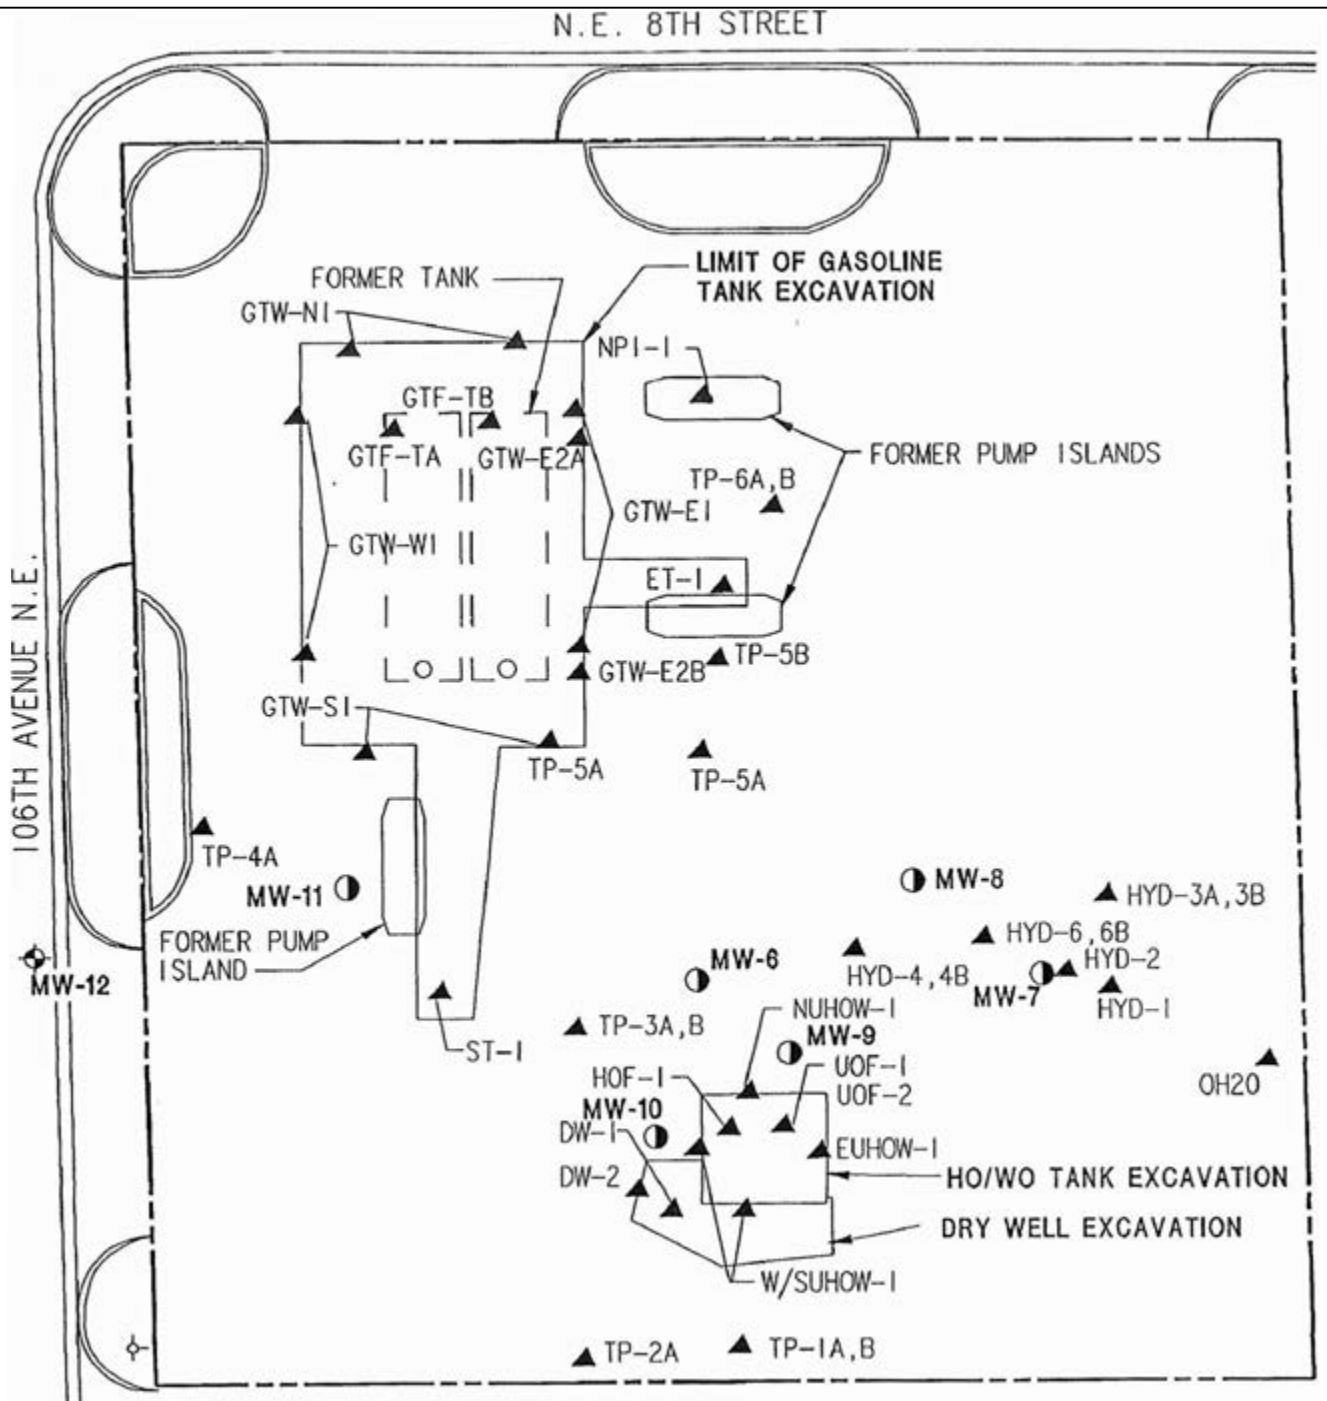 N.E. 8TH STREET
LIMIT OF GASOLINE
TANK EXCAVATION
FORMER TANK
GTW-N1
NP1-1
GTF-TB
GTF-TA
GTW-E2A
FORMER PUMP ISLANDS
TP-6A,B
GTW-E1
GTW-W1
ET-1
106TH AVENUE N.E.
TP-5B
GTW-E2B
GTW-S1
TP-5A
TP-5A
TP-4A
MW-11
MW-8
HYD-3A,3B
FORMER PUMP
ISLAND
HYD-6,6B
MW-6
HYD-4,4B
HYD-2
MW-7
HYD-1
MW-12
NUHOW-1
TP-3A,B
MW-9
ST-1
HOF-1
UOF-1
UOF-2
OH20
MW-10
DW-1
EUHOW-1
DW-2
HO/WO TANK EXCAVATION
DRY WELL EXCAVATION
W/SUHOW-1
TP-2A
TP-1A,B